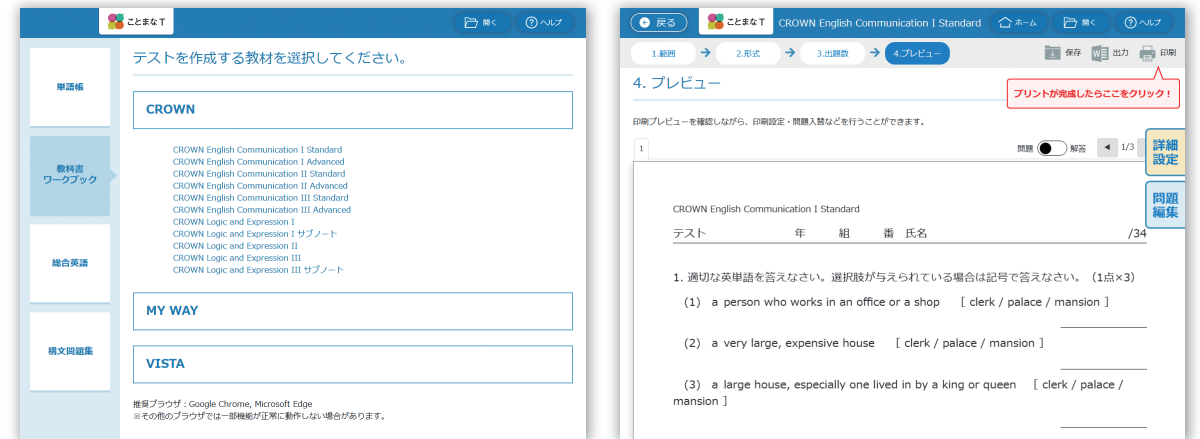 ことまなT
開く
ヘルプ
単語帳
教科書
ワークブック
総合英語
構文問題集
テストを作成する教材を選択してください。
CROWN
CROWN English Communication I Standard
CROWN English Communication I Advanced
CROWN English Communication II Standard
CROWN English Communication II Advanced
CROWN English Communication III Standard
CROWN English Communication III Advanced
CROWN Logic and Expression I
CROWN Logic and Expression I サブノート
CROWN Logic and Expression II
CROWN Logic and Expression III
CROWN Logic and Expression III サブノート
MY WAY
VISTA
推奨ブラウザ：Google Chrome, Microsoft Edge
※その他のブラウザでは一部機能が正常に動作しない場合があります。
戻る
ことまなT
CROWN English Communication I Standard
ホーム
開く
ヘルプ
1.範囲
2.形式
3.出題数
4.プレビュー
保存
出力
印刷
4. プレビュー
プリントが完成したらここをクリック！
印刷プレビューを確認しながら、印刷設定・問題入替などを行うことができます。
1
問題
解答
1/3
詳細
設定
問題
編集
CROWN English Communication I Standard
テスト 年 組 番 氏名 /34
1. 適切な英単語を答えなさい。選択肢が与えられている場合は記号で答えなさい。（1点×3）
(1) a person who works in an office or a shop [ clerk / palace / mansion ]
(2) a very large, expensive house [ clerk / palace / mansion ]
(3) a large house, especially one lived in by a king or queen [ clerk / palace /
mansion ]